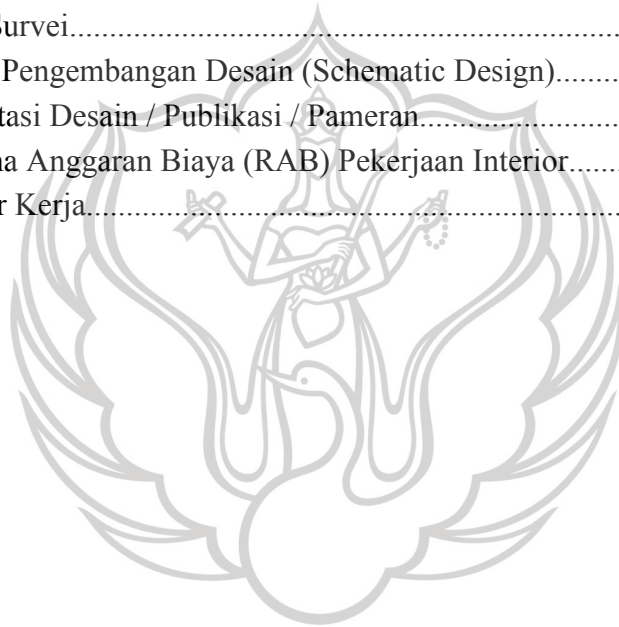 Survei...................................................................................
Pengembangan Desain (Schematic Design).........
tasi Desain / Publikasi / Pameran.............................
na Anggaran Biaya (RAB) Pekerjaan Interior.......
r Kerja................................................................................